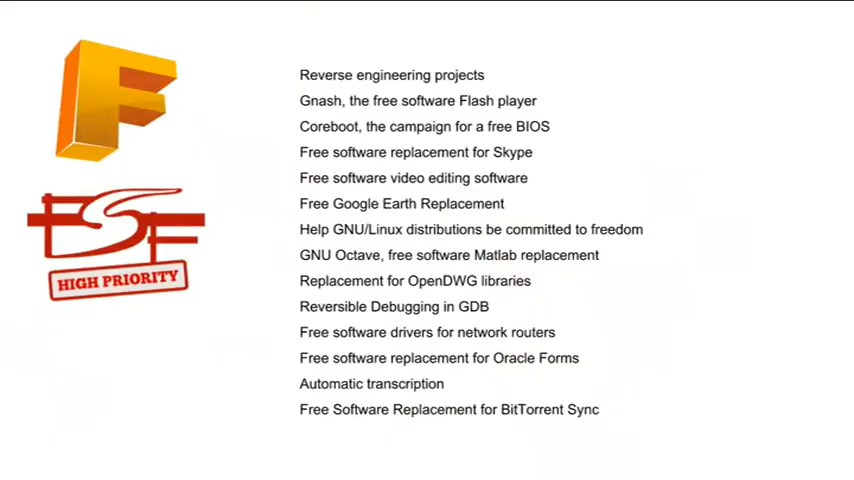 F
FSF
HIGH PRIORITY
Reverse engineering projects
Gnash, the free software Flash player
Coreboot, the campaign for a free BIOS
Free software replacement for Skype
Free software video editing software
Free Google Earth Replacement
Help GNU/Linux distributions be committed to freedom
GNU Octave, free software Matlab replacement
Replacement for OpenDWG libraries
Reversible Debugging in GDB
Free software drivers for network routers
Free software replacement for Oracle Forms
Automatic transcription
Free Software Replacement for BitTorrent Sync